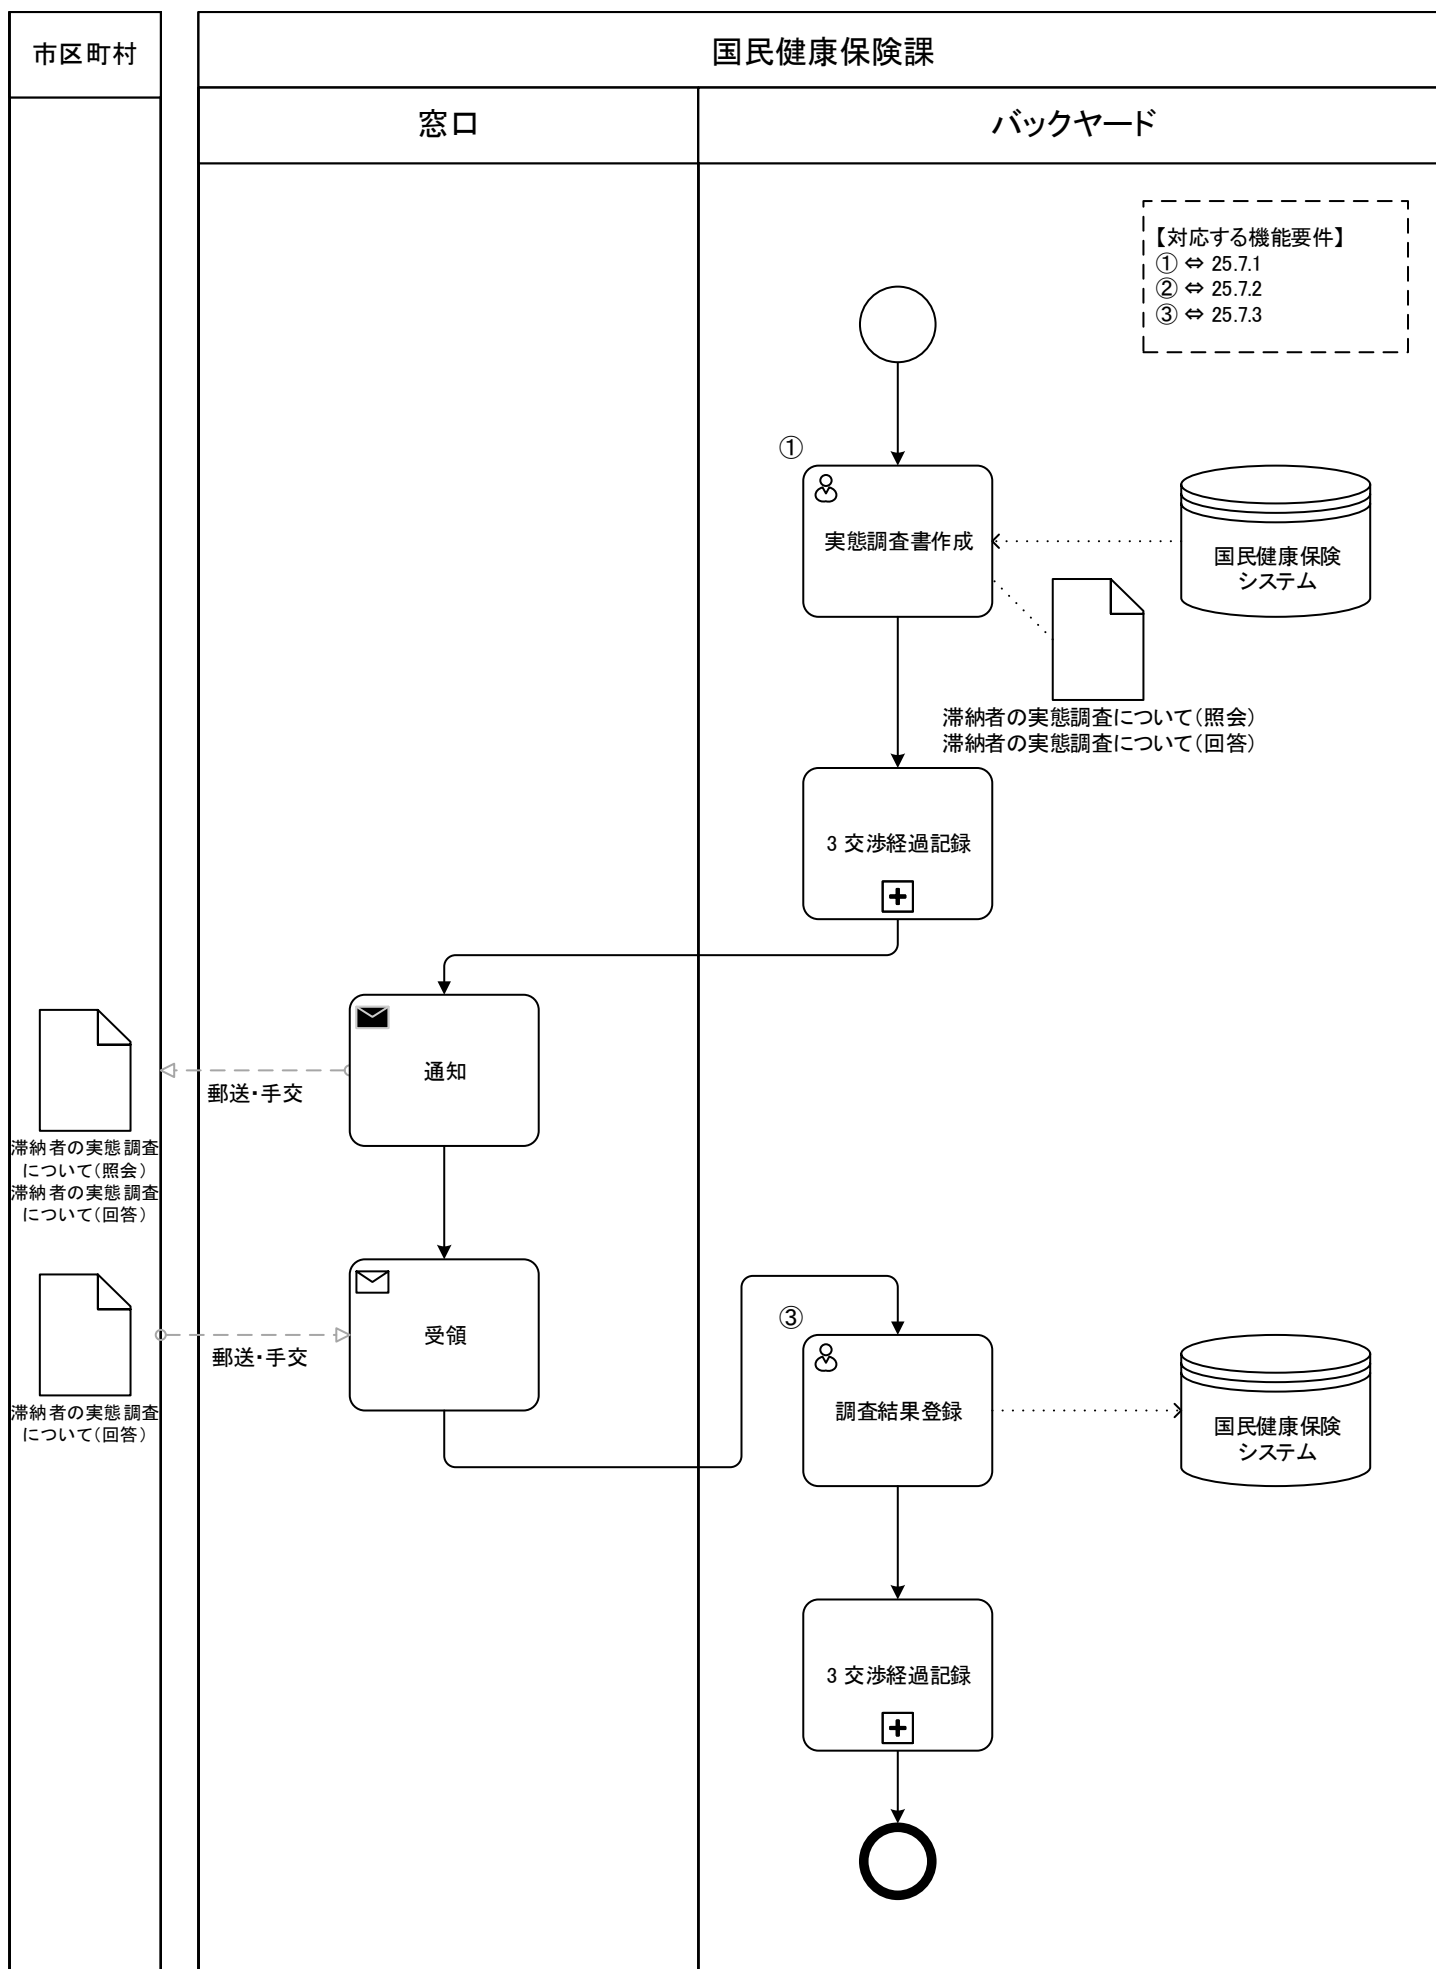 市区町村
国民健康保険課
窓口
バックヤード
【対応する機能要件】
① ⇔ 25.7.1
② ⇔ 25.7.2
③ ⇔ 25.7.3
①
実態調査書作成
国民健康保険
システム
滞納者の実態調査について(照会)
滞納者の実態調査について(回答)
3 交渉経過記録
通知
郵送・手交
滞納者の実態調査
について(照会)
滞納者の実態調査
について(回答)
受領
郵送・手交
滞納者の実態調査
について(回答)
③
調査結果登録
国民健康保険
システム
3 交渉経過記録